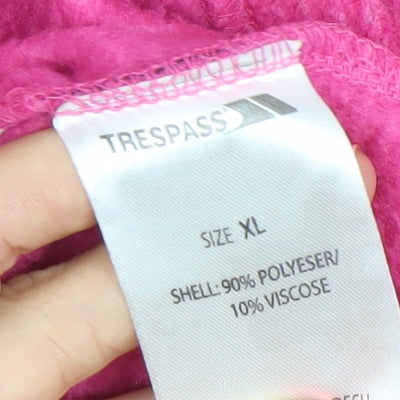 TRESPASS
SIZE XL
SHELL: 90% POLYESER/
10% VISCOSE